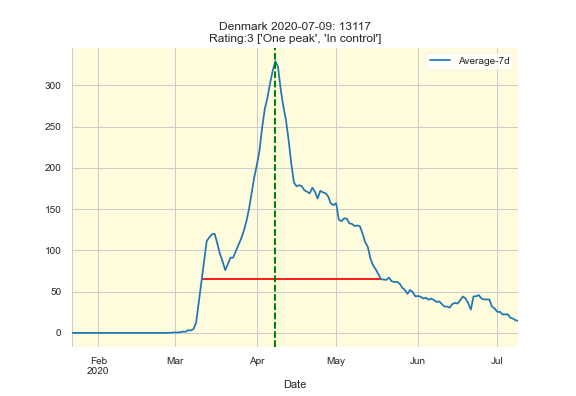 Denmark 2020-07-09: 13117
Rating:3 ['One peak', 'In control']
Average-7d
300
250
200
150
100
50
0
Feb
2020
Mar
Apr
May
Jun
Jul
Date